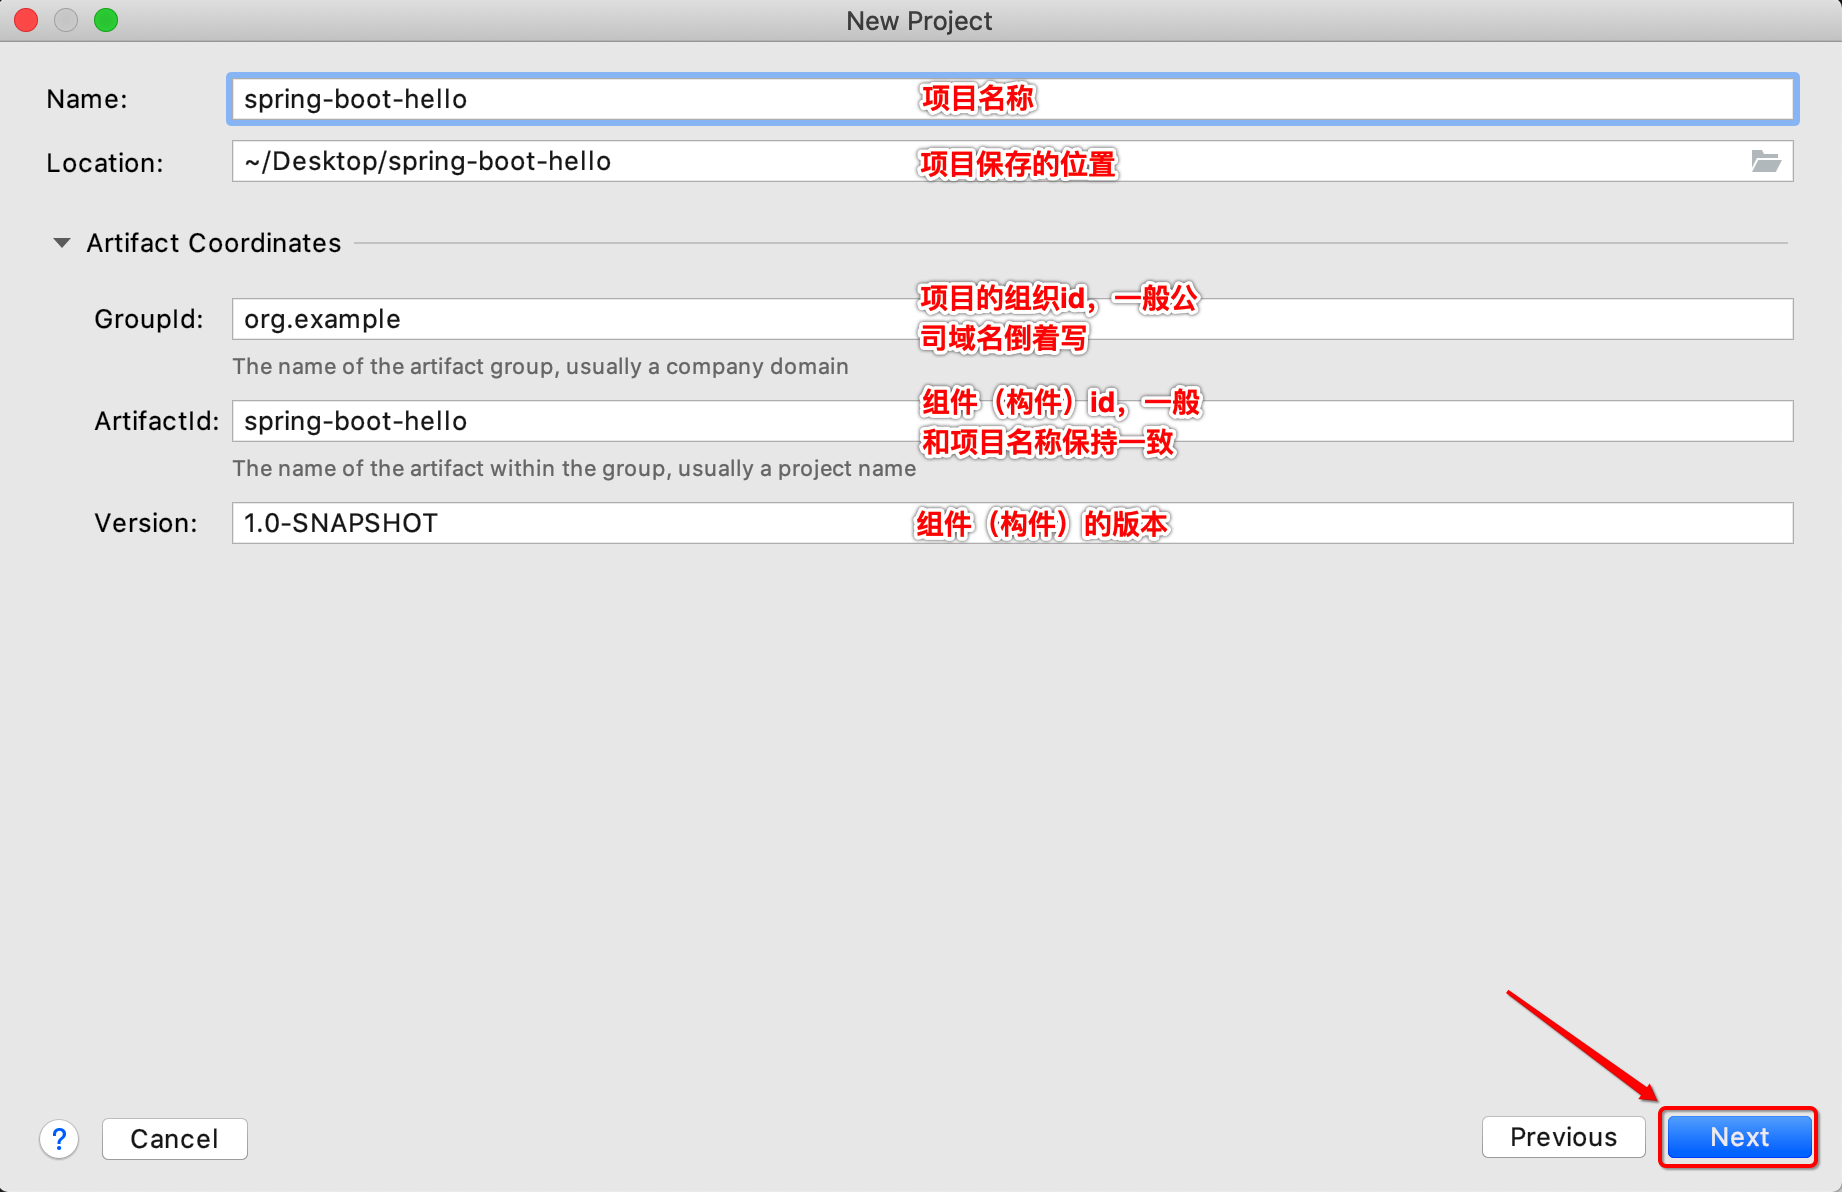 New Project
Name:
spring-boot-hello
项目名称
Location:
~/Desktop/spring-boot-hello
项目保存的位置
Artifact Coordinates
GroupId:
org.example
项目的组织id，一般公
司域名倒着写
The name of the artifact group, usually a company domain
ArtifactId:
spring-boot-hello
组件（构件）id，一般
和项目名称保持一致
The name of the artifact within the group, usually a project name
Version:
1.0-SNAPSHOT
组件（构件）的版本
?
Cancel
Previous
Next